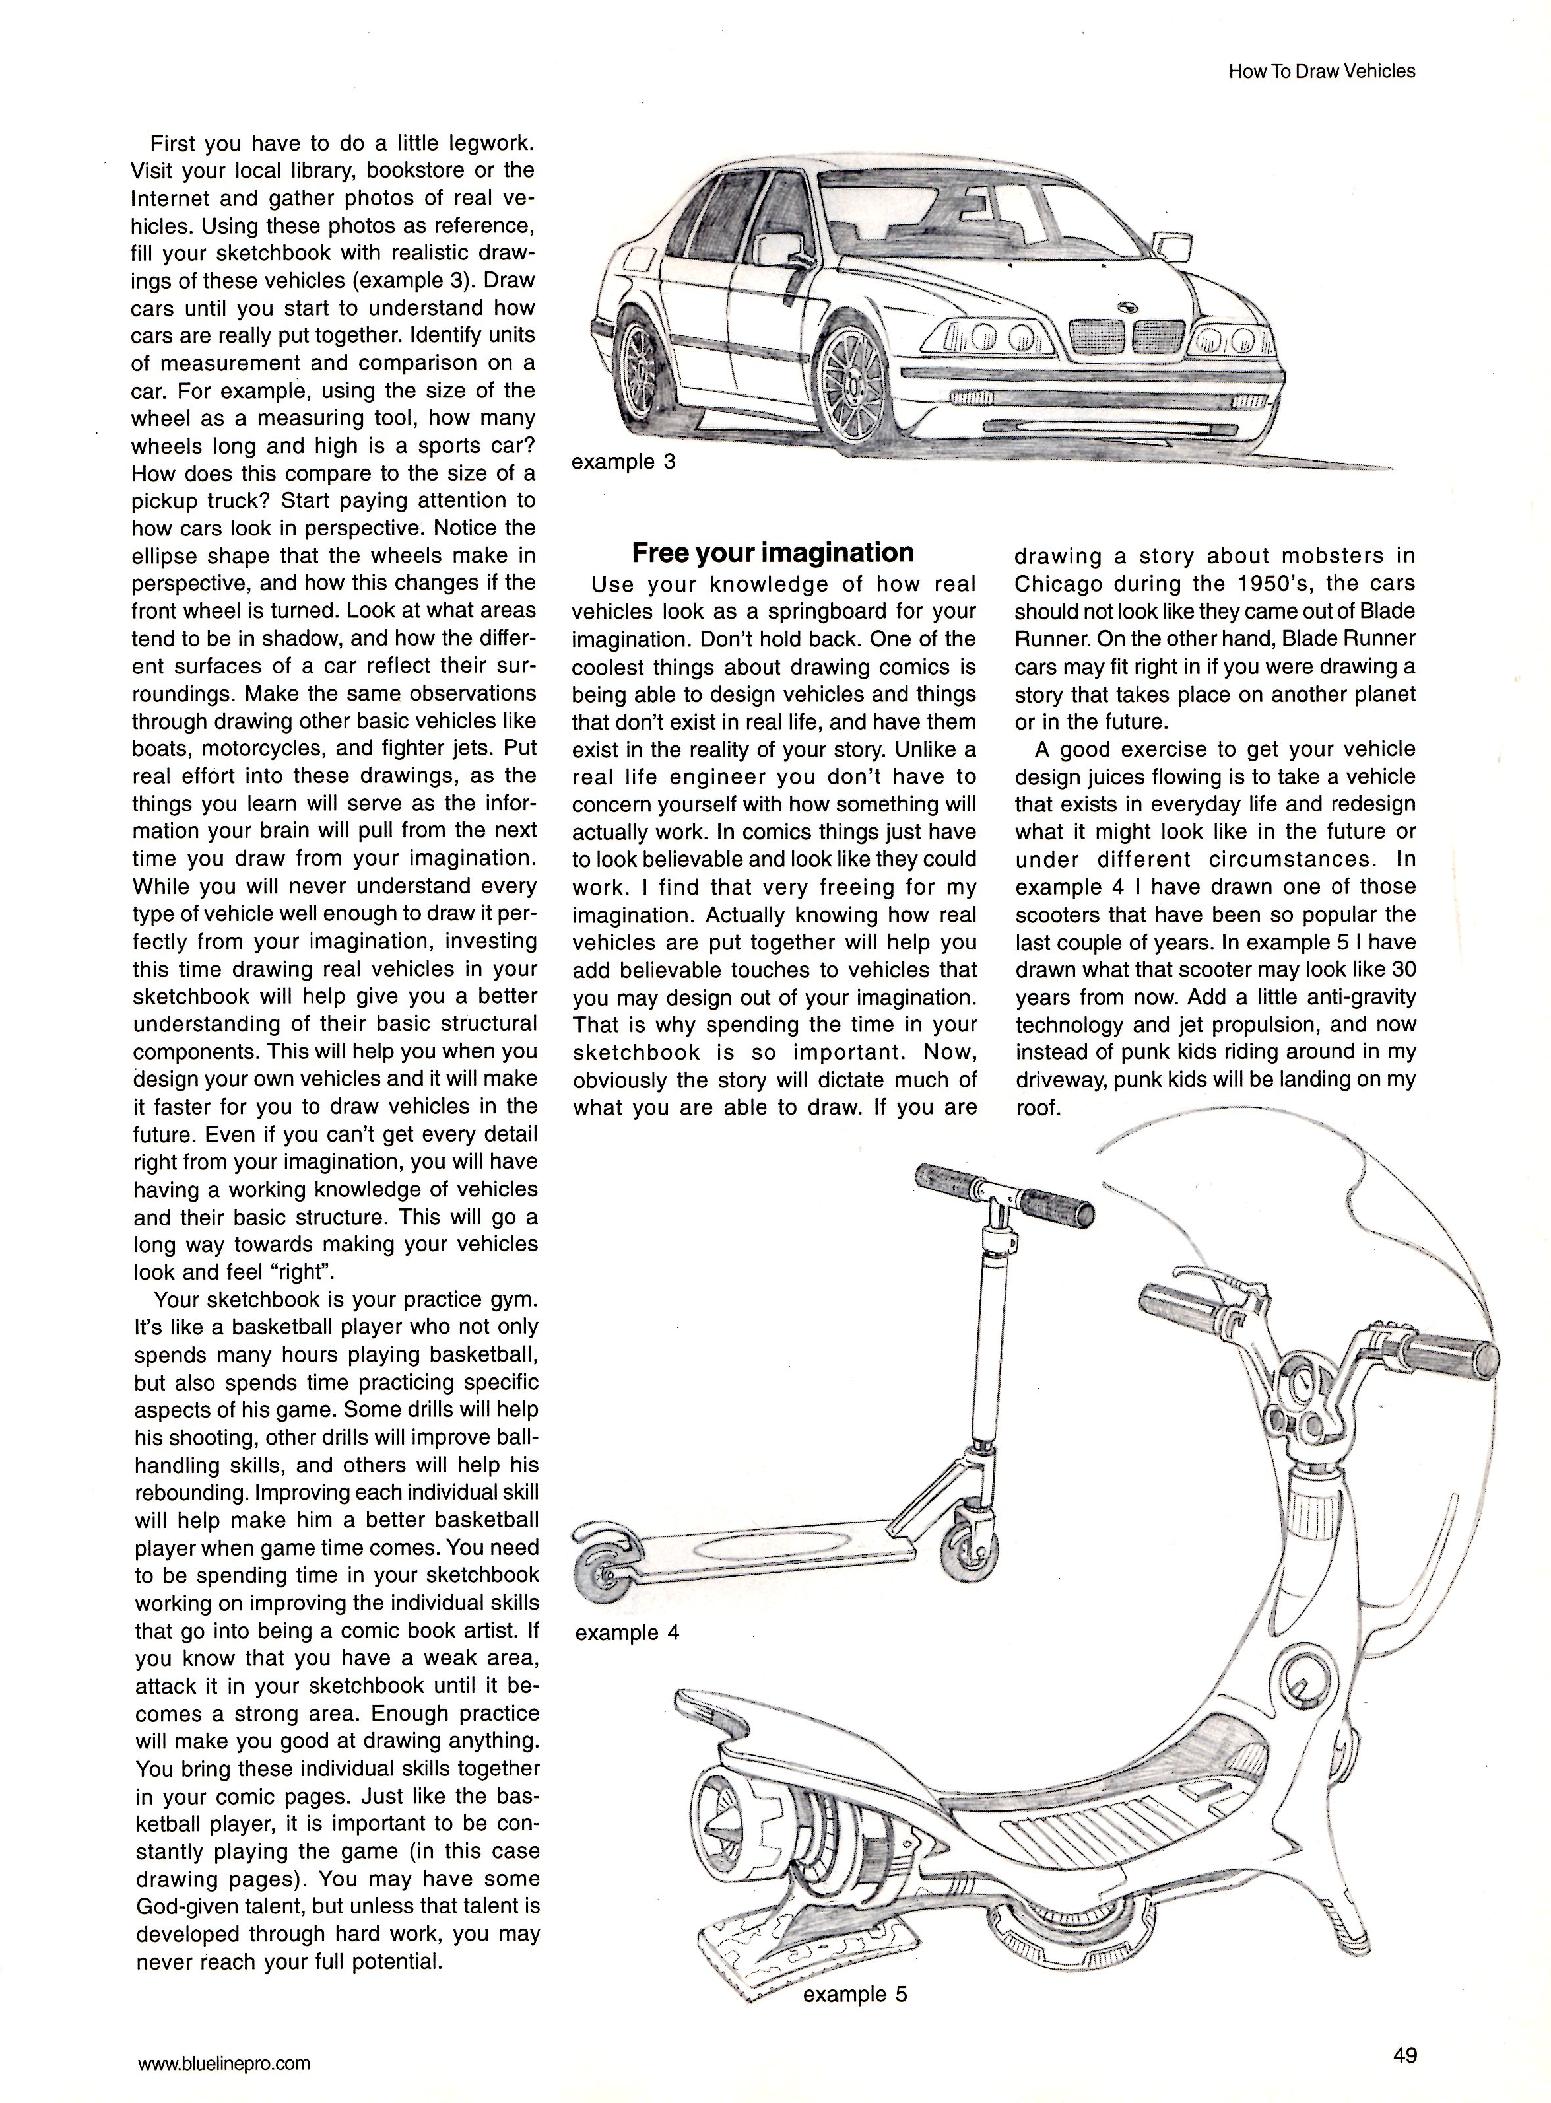 How To Draw Vehicles
First you have to do a little legwork.
Visit your local library, bookstore or the
Internet and gather photos of real ve-
hicles. Using these photos as reference,
fill your sketchbook with realistic draw-
ings of these vehicles (example 3). Draw
cars until you start to understand how
cars are really put together. Identify units
of measurement and comparison on a
car. For example, using the size of the
wheel as a measuring tool, how many
wheels long and high is a sports car?
How does this compare to the size of a
pickup truck? Start paying attention to
how cars look in perspective. Notice the
ellipse shape that the wheels make in
perspective, and how this changes if the
front wheel is turned. Look at what areas
tend to be in shadow, and how the differ-
ent surfaces of a car reflect their sur-
roundings. Make the same observations
through drawing other basic vehicles like
boats, motorcycles, and fighter jets. Put
real effort into these drawings, as the
things you learn will serve as the infor-
mation your brain will pull from the next
time you draw from your imagination.
While you will never understand every
type of vehicle well enough to draw it per-
fectly from your imagination, investing
this time drawing real vehicles in your
sketchbook will help give you a better
understanding of their basic structural
components. This will help you when you
design your own vehicles and it will make
it faster for you to draw vehicles in the
future. Even if you can't get every detail
right from your imagination, you will have
having a working knowledge of vehicles
and their basic structure. This will go a
long way towards making your vehicles
look and feel “right”.
Your sketchbook is your practice gym.
It's like a basketball player who not only
spends many hours playing basketball,
but also spends time practicing specific
aspects of his game. Some drills will help
his shooting, other drills will improve ball-
handling skills, and others will help his
rebounding. Improving each individual skill
will help make him a better basketball
player when game time comes. You need
to be spending time in your sketchbook
working on improving the individual skills
that go into being a comic book artist. If
you know that you have a weak area,
attack it in your sketchbook until it be-
comes a strong area. Enough practice
will make you good at drawing anything.
You bring these individual skills together
in your comic pages. Just like the bas-
ketball player, it is important to be con-
stantly playing the game (in this case
drawing pages). You may have some
God-given talent, but unless that talent is
developed through hard work, you may
never reach your full potential.
example 3
Free your imagination
Use your knowledge of how real
vehicles look as a springboard for your
imagination. Don't hold back. One of the
coolest things about drawing comics is
being able to design vehicles and things
that don't exist in real life, and have them
exist in the reality of your story. Unlike a
real life engineer you don't have to
concern yourself with how something will
actually work. In comics things just have
to look believable and look like they could
work. I find that very freeing for my
imagination. Actually knowing how real
vehicles are put together will help you
add believable touches to vehicles that
you may design out of your imagination.
That is why spending the time in your
sketchbook is so important. Now,
obviously the story will dictate much of
what you are able to draw. If you are
drawing a story about mobsters in
Chicago during the 1950's, the cars
should not look like they came out of Blade
Runner. On the other hand, Blade Runner
cars may fit right in if you were drawing a
story that takes place on another planet
or in the future.
A good exercise to get your vehicle
design juices flowing is to take a vehicle
that exists in everyday life and redesign
what it might look like in the future or
under different circumstances. In
example 4 I have drawn one of those
scooters that have been so popular the
last couple of years. In example 5 I have
drawn what that scooter may look like 30
years from now. Add a little anti-gravity
technology and jet propulsion, and now
instead of punk kids riding around in my
driveway, punk kids will be landing on my
roof.
example 4
example 5
www.bluelinepro.com
49